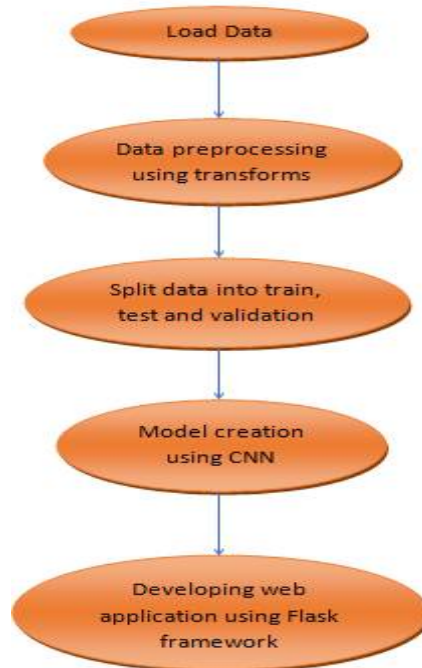 Load Data
Data preprocessing
using transforms
Split data into train,
test and validation
Model creation
using CNN
Developing web
application using Flask
framework